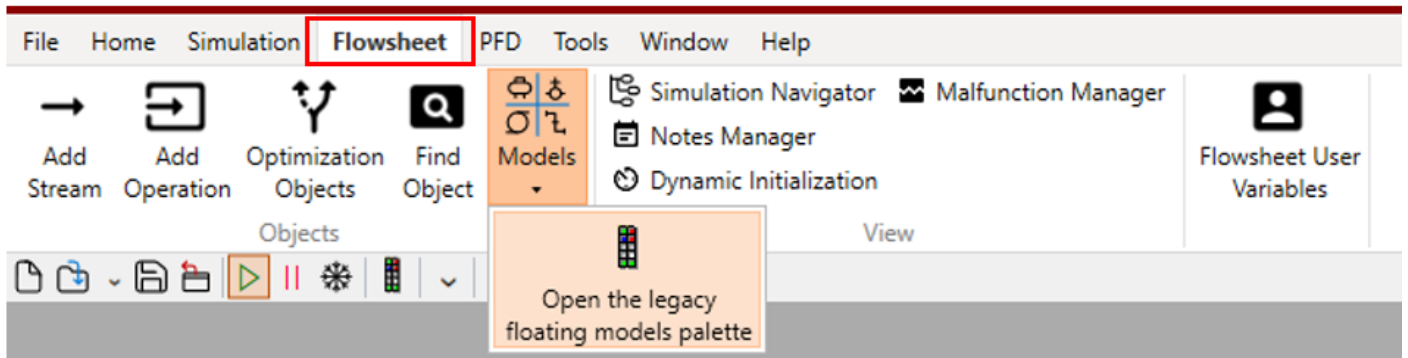 File Home Simulation Flowsheet PFD Tools Window Help
Add Stream
Add Operation
Optimization Objects
Find Object
Models
Simulation Navigator
Malfunction Manager
Notes Manager
Dynamic Initialization
Flowsheet User Variables
Objects
View
Open the legacy
floating models palette